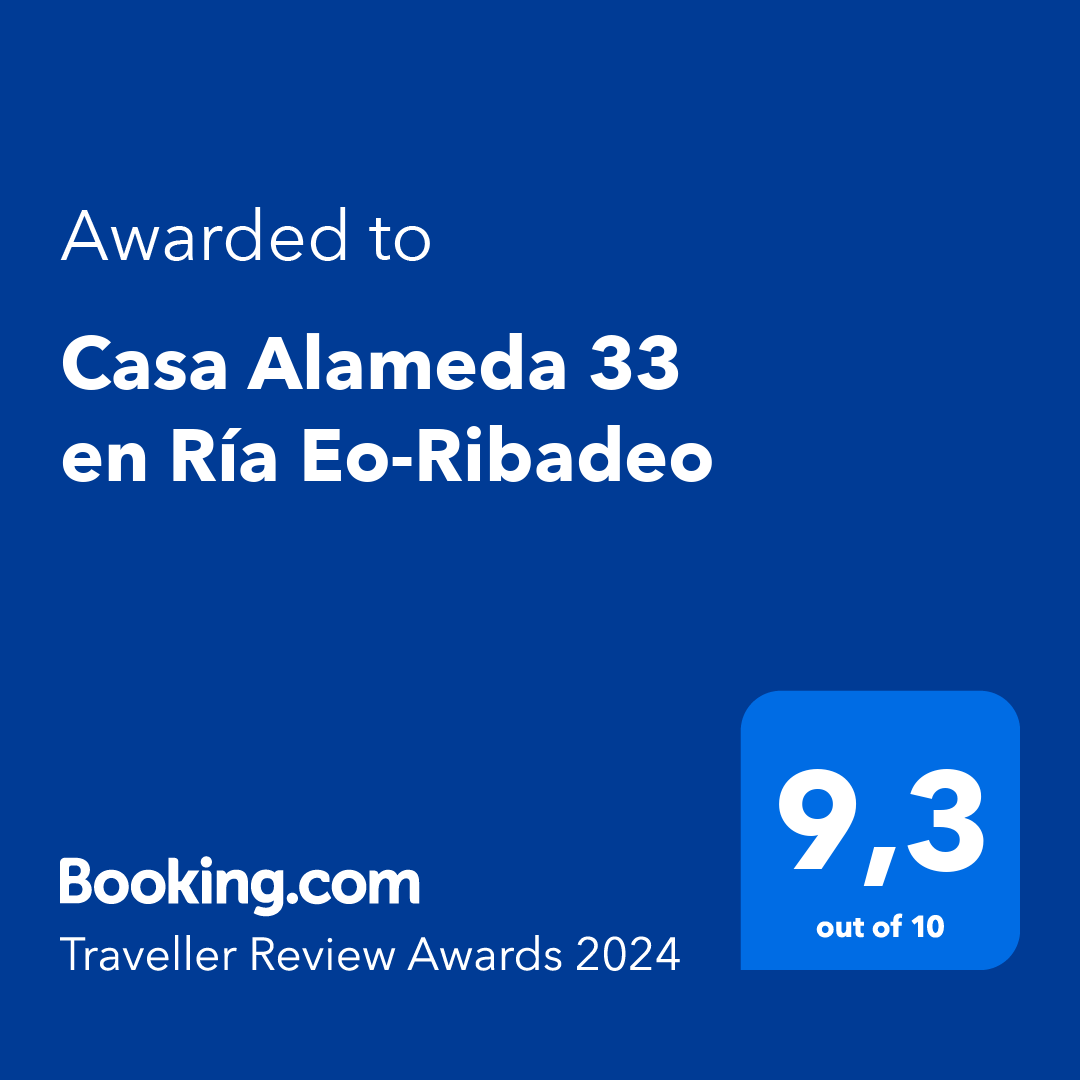 Awarded to
Casa Alameda 33
en Ría Eo-Ribadeo
9,3
out of 10
Booking.com
Traveller Review Awards 2024